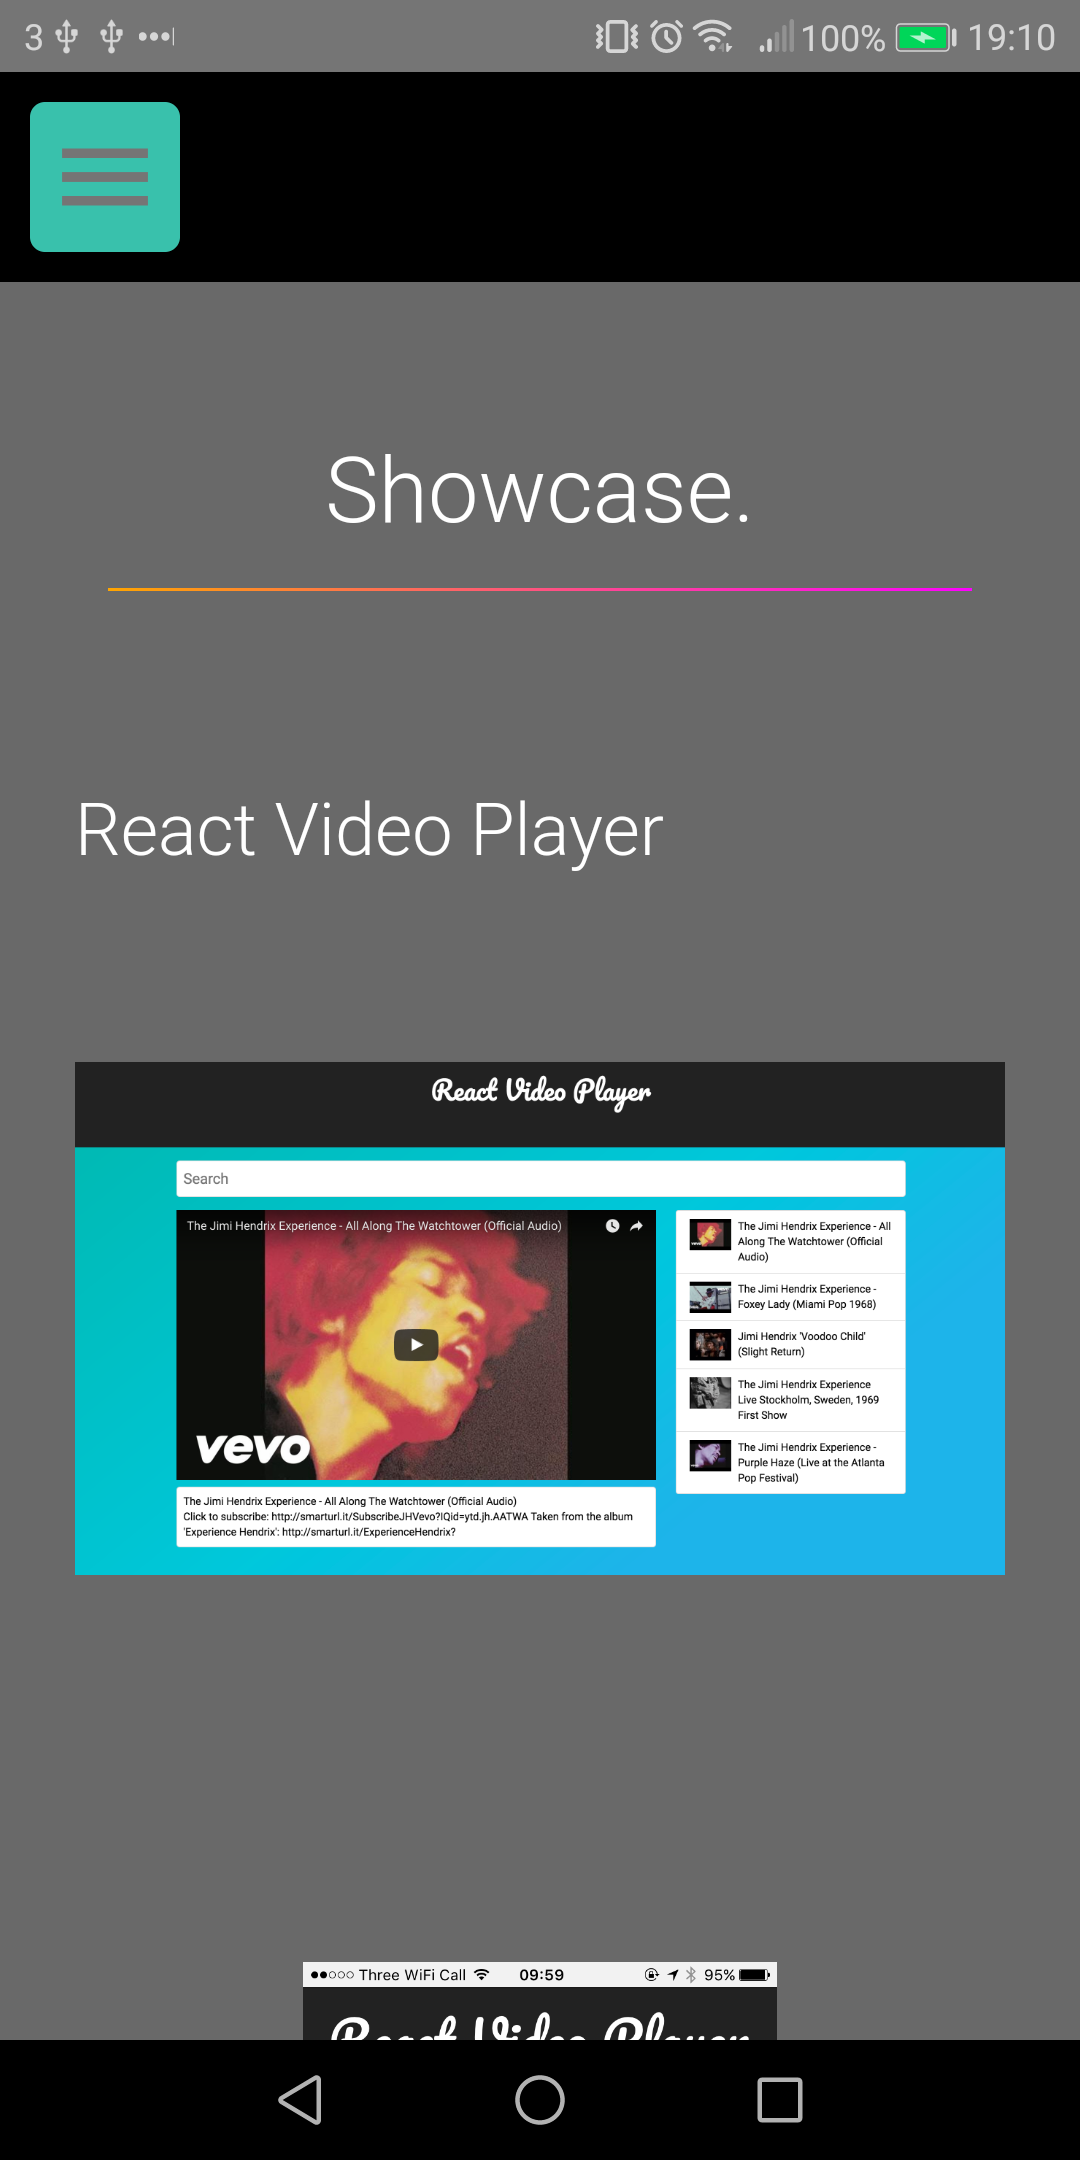 3 100% 19:10
Showcase.
React Video Player
React Video Player
Search
The Jimi Hendrix Experience - All Along The Watchtower (Official Audio)
vevo
The Jimi Hendrix Experience - All Along The Watchtower (Official Audio)
Click to subscribe: http://smarturl.it/SubscribeJHVevo?IQid=ytd.jh.AATWA Taken from the album
'Experience Hendrix': http://smarturl.it/ExperienceHendrix?
The Jimi Hendrix Experience - All
Along The Watchtower (Official
Audio)
The Jimi Hendrix Experience -
Foxey Lady (Miami Pop 1968)
Jimi Hendrix 'Voodoo Child'
(Slight Return)
The Jimi Hendrix Experience
Live Stockholm, Sweden, 1969
First Show
The Jimi Hendrix Experience -
Purple Haze (Live at the Atlanta
Pop Festival)
Three WiFi Call 09:59 95%
React Video Player